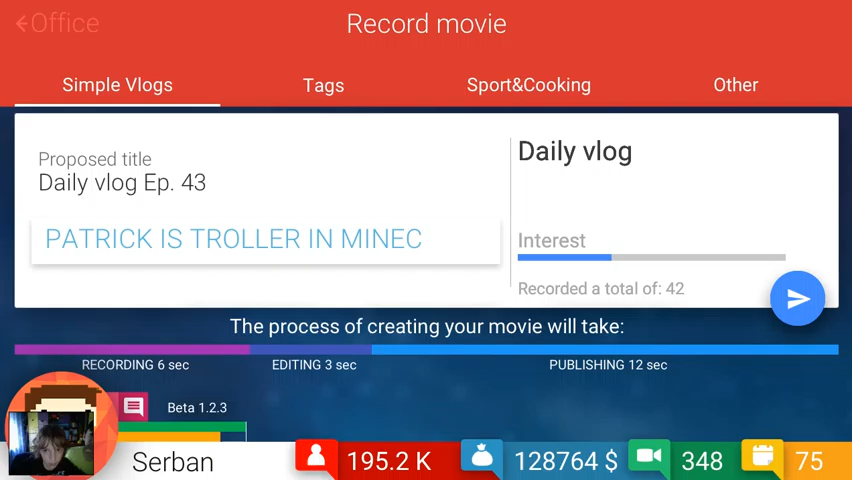 Office
Record movie
Simple Vlogs
Tags
Sport&Cooking
Other
Proposed title
Daily vlog Ep. 43
PATRICK IS TROLLER IN MINEC
Daily vlog
Interest
Recorded a total of: 42
The process of creating your movie will take:
RECORDING 6 sec
EDITING 3 sec
PUBLISHING 12 sec
Beta 1.2.3
Serban
195.2 K
128764 $
348
75